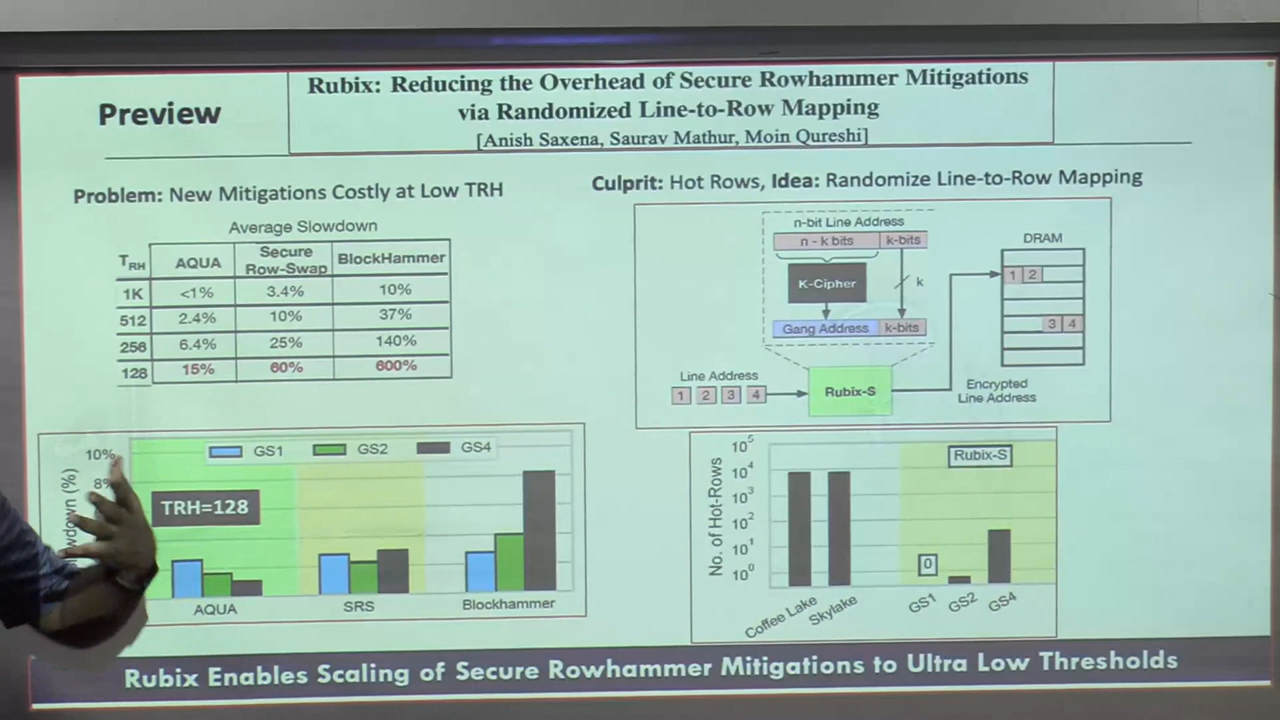 Preview
Rubix: Reducing the Overhead of Secure Rowhammer Mitigations
via Randomized Line-to-Row Mapping
[Anish Saxena, Saurav Mathur, Moin Qureshi]
Problem: New Mitigations Costly at Low TRH
Average Slowdown
TRH AQUA Secure Row-Swap BlockHammer
1K <1% 3.4% 10%
512 2.4% 10% 37%
256 6.4% 25% 140%
128 15% 60% 600%
Culprit: Hot Rows, Idea: Randomize Line-to-Row Mapping
n-bit Line Address
n - k bits k-bits
K-Cipher
k
Gang Address k-bits
DRAM
1 2
3 4
Line Address
1 2 3 4
Rubix-S
Encrypted
Line Address
10%
8%
GS1 GS2 GS4
TRH=128
AQUA SRS Blockhammer
No. of Hot-Rows
10^5
10^4
10^3
10^2
10^1
10^0
Rubix-S
0
Coffee Lake Skylake GS1 GS2 GS4
Rubix Enables Scaling of Secure Rowhammer Mitigations to Ultra Low Thresholds